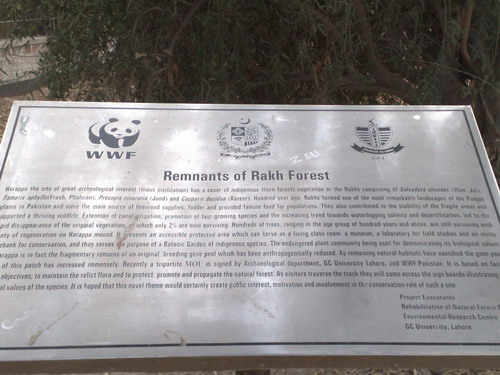 WWF
ZSU
Remnants of Rakh Forest
Harappa the site of great archeological interest (Indus civilization) has a cover of indigenous thorn forests vegetation or the Rakhs comprising of Salvadora oleoides (Wan, Jal),
Tamarix aphylla(Frash, Phulwan), Prosopis cineraria (Jhand) and Capparis decidua (Kareer). Hundred year ago Rakhs formed one of the most remarkable landscapes of the Punjab
plains in Pakistan and were the main source of firewood supplies, fodder and provided famine food for populations. They also contributed to the stability of the fragile areas and
supported a thriving wildlife. Extension of canal irrigation, promotion of fast growing species and the increasing trend towards waterlogging salinity and desertification, led to the
rapid disappearance of the original vegetation, of which only 2% are now surviving. Hundreds of trees, ranging in the age group of hundred years and above, are still surviving
nty of regeneration on Harappa mound. It presents an accessible protected area which can serve as a living class room, a museum, a laboratory for field studies and an
ebank for conservation, and thus serves the purpose of a Botanic Garden of indigenous species. The endangered plant community being used for demonstrating its biological
arappa is in fact the fragmentary remains of an original breeding gene pool which has been anthropogenically reduced. As remaining natural habitats have vanished the gene
of this patch has increased immensely. Recently a tripartite MOU is signed by Archaeological department, GC University Lahore, and WWF-Pakistan. It is based on
objectives; to maintain the relict flora and to protect, promote and propagate the natural forest. As visitors traverse the track they will come across the sign boards illustrating
al values of the species. It is hoped that this novel theme would certainly create public interest, motivation and involvement in the conservation role of such a site.
Project Executants
Rehabilitation of Natural Forest
Environmental Research Centre
GC University, Lahore.